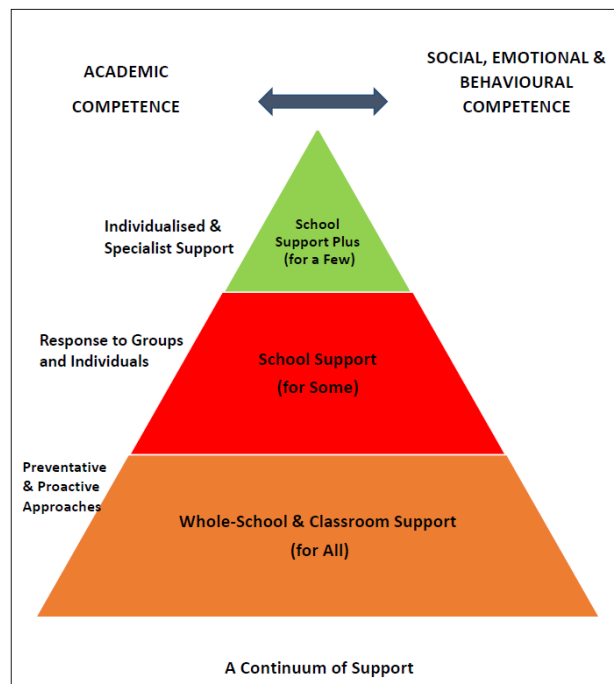 ACADEMIC
COMPETENCE
SOCIAL, EMOTIONAL &
BEHAVIOURAL
COMPETENCE
Individualised &
Specialist Support
School
Support Plus
(for a Few)
Response to Groups
and Individuals
School Support
(for Some)
Preventative
& Proactive
Approaches
Whole-School & Classroom Support
(for All)
A Continuum of Support